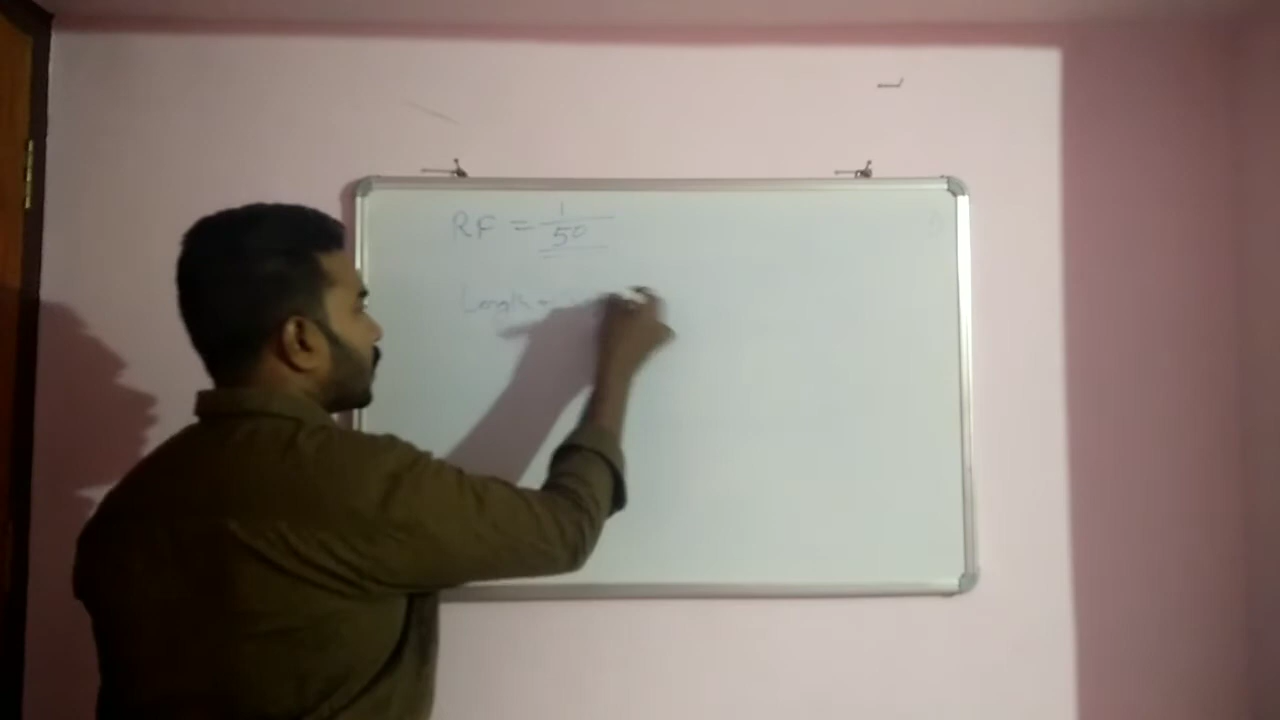 RF = 1/50
Length =